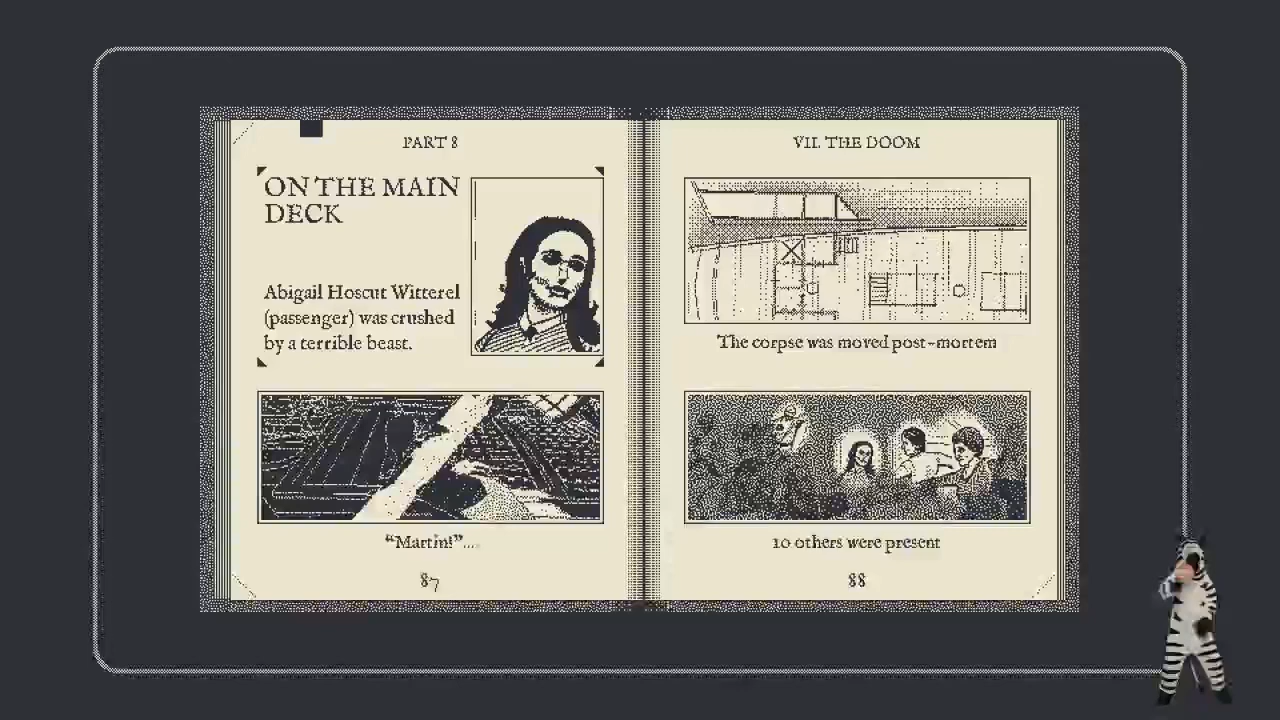 PART 8
ON THE MAIN
DECK
Abigail Hoscut Witterel
(passenger) was crushed
by a terrible beast.
“Martin!”...
87
VII. THE DOOM
The corpse was moved post-mortem
10 others were present
88